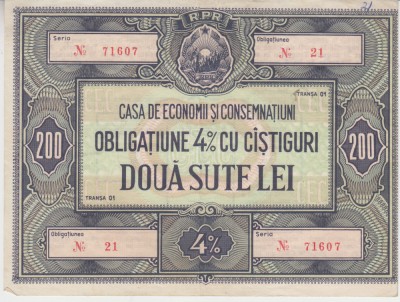 21
RPR
Seria
№ 71607
Obligațiunea
№ 21
TRANȘA 01
CASA DE ECONOMII ȘI CONSEMNAȚIUNI
OBLIGAȚIUNE 4% CU CÎȘTIGURI
DOUĂ SUTE LEI
200
200
TRANȘA 01
Obligațiunea
№ 21
4%
Seria
№ 71607